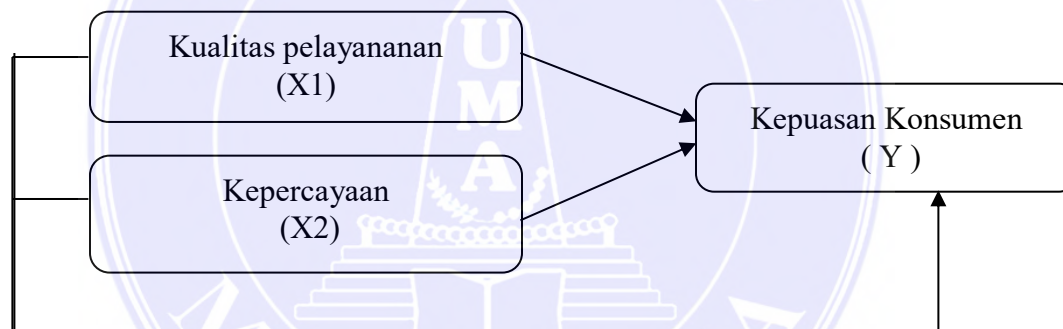 Kualitas pelayananan
(X1)
Kepuasan Konsumen
( Y )
Kepercayaan
(X2)
U
M
A